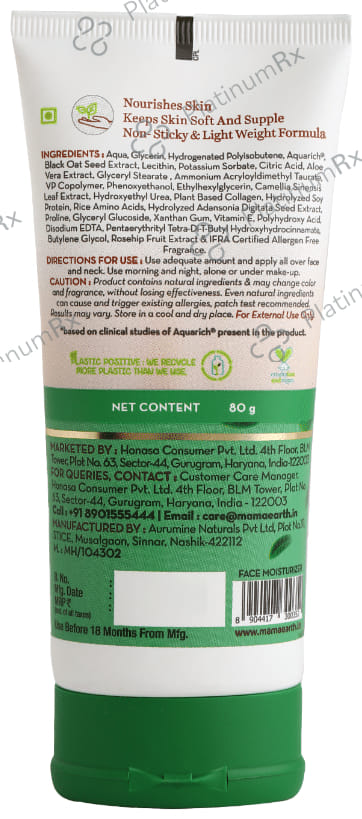 Nourishes Skin
Keeps Skin Soft And Supple
Non- Sticky & Light Weight Formula
INGREDIENTS : Aqua, Glycerin, Hydrogenated Polyisobutene, Aquarich®,
Black Oat Seed Extract, Lecithin, Potassium Sorbate, Citric Acid, Aloe
Vera Extract, Glyceryl Stearate , Ammonium Acryloyldimethyl Taurate/
VP Copolymer, Phenoxyethanol, Ethylhexylglycerin, Camellia Sinensis
Leaf Extract, Hydroxyethyl Urea, Plant Based Collagen, Hydrolyzed Soy
Protein, Rice Amino Acids, Hydrolyzed Adansonia Digitata Seed Extract,
Proline, Glyceryl Glucoside, Xanthan Gum, Vitamin E, Polyhydroxy Acid,
Disodium EDTA, Pentaerythrityl Tetra Di-T-Butyl Hydroxyhydrocinnamate,
Butylene Glycol, Rosehip Fruit Extract & IFRA Certified Allergen Free
Fragrance.
DIRECTIONS FOR USE : Use adequate amount and apply all over face
and neck. Use morning and night, alone or under make-up.
CAUTION : Product contains natural ingredients & may change color
and fragrance, without losing effectiveness. Even natural ingredients
can cause and trigger existing allergies, patch test recommended.
Results may vary. Store in a cool and dry place. For External Use Only
*based on clinical studies of Aquarich® present in the product.
PLASTIC POSITIVE : WE RECYCLE
MORE PLASTIC THAN WE USE.
NET CONTENT 80 g
MARKETED BY : Honasa Consumer Pvt. Ltd. 4th Floor, BLM
Tower, Plot No. 63, Sector-44, Gurugram, Haryana, India-122003
FOR QUERIES, CONTACT : Customer Care Manager,
Honasa Consumer Pvt. Ltd. 4th Floor, BLM Tower, Plot No.
63, Sector-44, Gurugram, Haryana, India - 122003
Call : +91 8901555444 | Email : care@mamaearth.in
MANUFACTURED BY : Aurumine Naturals Pvt Ltd, Plot No.
STICE, Musalgaon, Sinnar, Nashik-422112
M.L : MH/104302
B. No.
Mfg. Date
MRP ₹
(incl. of all taxes)
Use Before 18 Months From Mfg.
FACE MOISTURIZER
8 904417
www.mamaearth.in
PlatinumRx